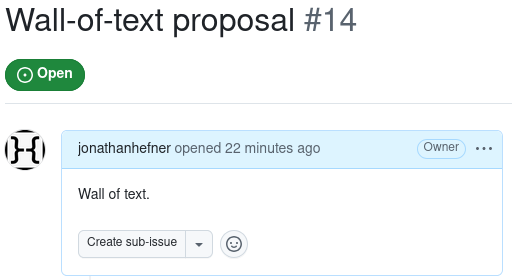 Wall-of-text proposal #14
Open
jonathanhefner opened 22 minutes ago
Owner
Wall of text.
Create sub-issue